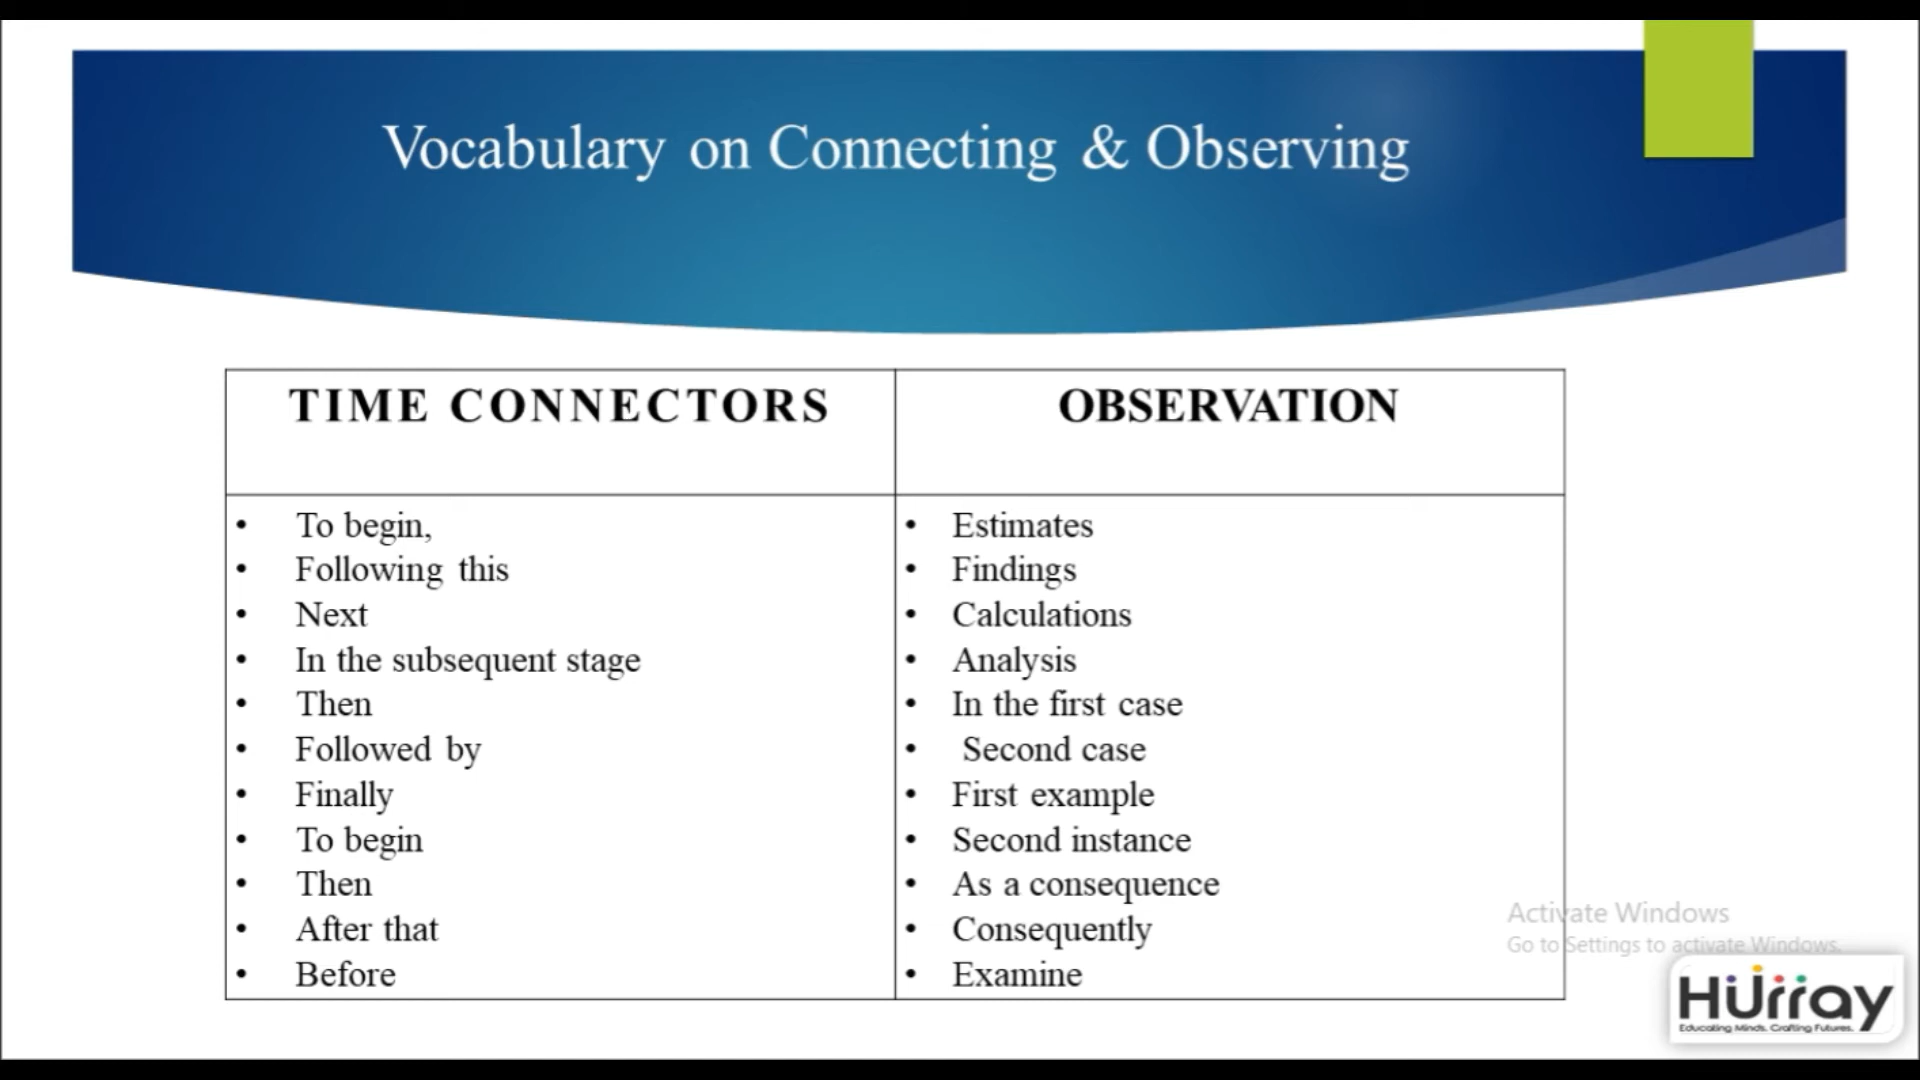 Vocabulary on Connecting & Observing
TIME CONNECTORS
• To begin,
• Following this
• Next
• In the subsequent stage
• Then
• Followed by
• Finally
• To begin
• Then
• After that
• Before
OBSERVATION
• Estimates
• Findings
• Calculations
• Analysis
• In the first case
• Second case
• First example
• Second instance
• As a consequence
• Consequently
• Examine
Activate Windows
Go to Settings to activate Windows.
Hurray
Educating Minds. Crafting Futures.